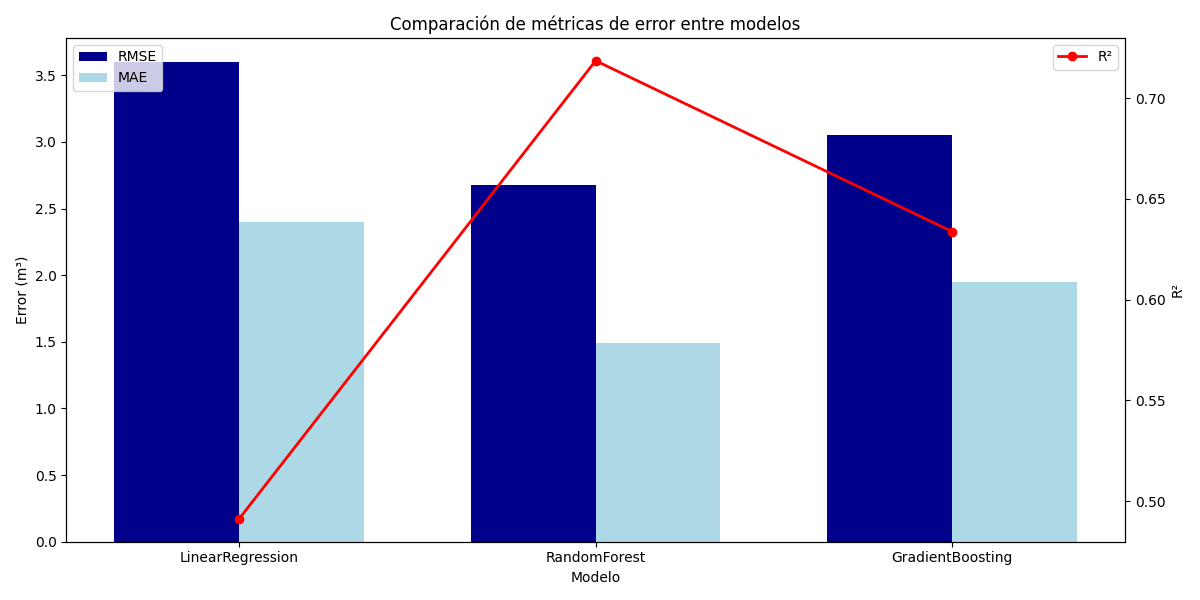 Comparación de métricas de error entre modelos
RMSE
MAE
R²
3.5
3.0
2.5
2.0
1.5
1.0
0.5
0.0
Error (m³)
0.70
0.65
0.60
0.55
0.50
R²
LinearRegression
RandomForest
GradientBoosting
Modelo